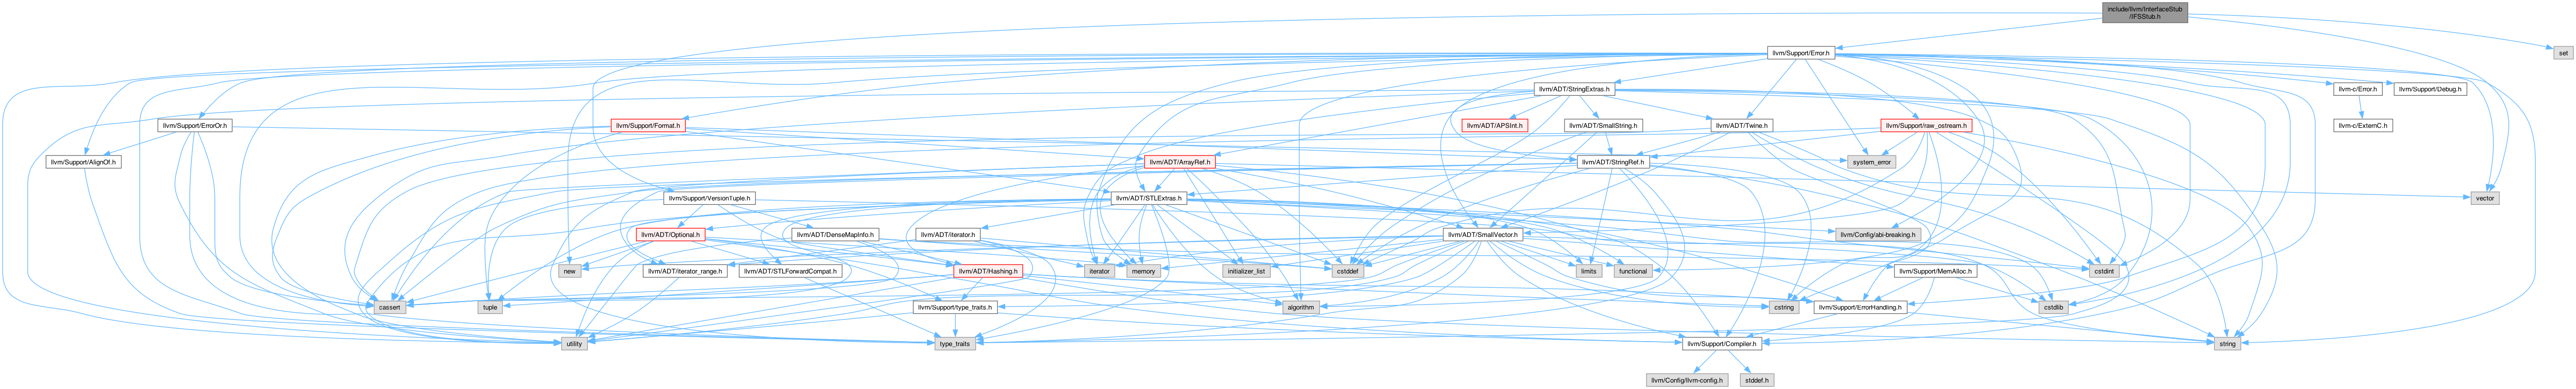 include/llvm/InterfaceStub
/IFSStub.h
llvm/Support/Error.h
set
llvm/ADT/StringExtras.h
llvm-c/Error.h
llvm/Support/Debug.h
llvm/Support/ErrorOr.h
llvm/Support/Format.h
llvm/ADT/APSInt.h
llvm/ADT/SmallString.h
llvm/ADT/Twine.h
llvm/Support/raw_ostream.h
llvm-c/ExternC.h
llvm/Support/AlignOf.h
llvm/ADT/ArrayRef.h
llvm/ADT/StringRef.h
system_error
llvm/Support/VersionTuple.h
llvm/ADT/STLExtras.h
vector
llvm/ADT/Optional.h
llvm/ADT/DenseMapInfo.h
llvm/ADT/iterator.h
llvm/ADT/SmallVector.h
llvm/Config/abi-breaking.h
new
llvm/ADT/iterator_range.h
llvm/ADT/STLForwardCompat.h
llvm/ADT/Hashing.h
iterator
memory
initializer_list
cstddef
limits
functional
llvm/Support/MemAlloc.h
cstdint
cassert
tuple
llvm/Support/type_traits.h
algorithm
cstring
llvm/Support/ErrorHandling.h
cstdlib
utility
type_traits
llvm/Support/Compiler.h
string
llvm/Config/llvm-config.h
stddef.h